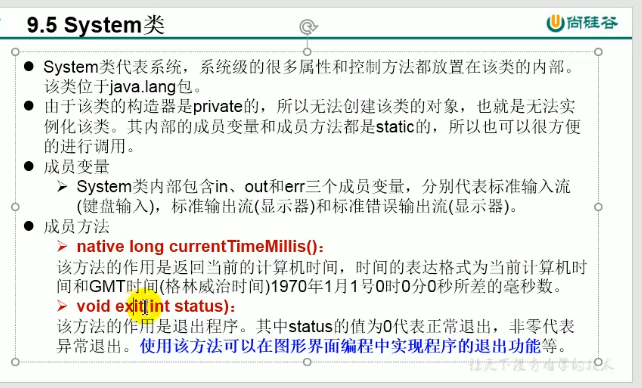 9.5 System类
尚硅谷
System类代表系统，系统级的很多属性和控制方法都放置在该类的内部。
该类位于java.lang包。
由于该类的构造器是private的，所以无法创建该类的对象，也就是无法实
例化该类。其内部的成员变量和成员方法都是static的，所以也可以很方便
的进行调用。
成员变量
System类内部包含in、out和err三个成员变量，分别代表标准输入流
(键盘输入)，标准输出流(显示器)和标准错误输出流(显示器)。
成员方法
native long currentTimeMillis()：
该方法的作用是返回当前的计算机时间，时间的表达格式为当前计算机时
间和GMT时间(格林威治时间)1970年1月1号0时0分0秒所差的毫秒数。
void exit(int status)：
该方法的作用是退出程序。其中status的值为0代表正常退出，非零代表
异常退出。使用该方法可以在图形界面编程中实现程序的退出功能等。
让天下没有难学的技术